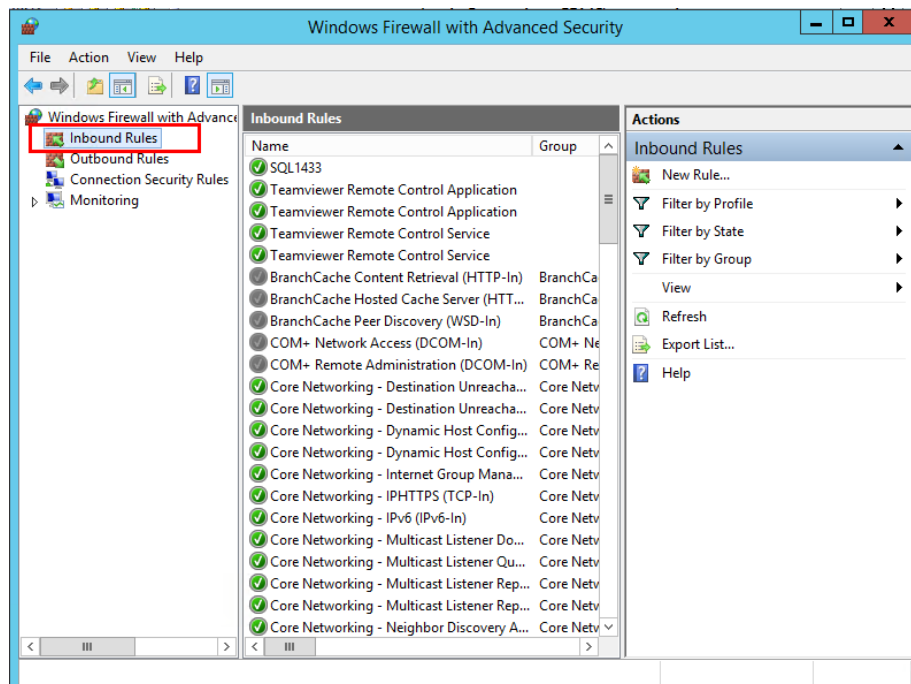 Windows Firewall with Advanced Security
File Action View Help
Windows Firewall with Advance
Inbound Rules
Outbound Rules
Connection Security Rules
Monitoring
Inbound Rules
Name Group
SQL1433
Teamviewer Remote Control Application
Teamviewer Remote Control Application
Teamviewer Remote Control Service
Teamviewer Remote Control Service
BranchCache Content Retrieval (HTTP-In) BranchCa
BranchCache Hosted Cache Server (HTT... BranchCa
BranchCache Peer Discovery (WSD-In) BranchCa
COM+ Network Access (DCOM-In) COM+ Ne
COM+ Remote Administration (DCOM-In) COM+ Re
Core Networking - Destination Unreacha... Core Netw
Core Networking - Destination Unreacha... Core Netw
Core Networking - Dynamic Host Config... Core Netw
Core Networking - Dynamic Host Config... Core Netw
Core Networking - Internet Group Mana... Core Netw
Core Networking - IPHTTPS (TCP-In) Core Netw
Core Networking - IPv6 (IPv6-In) Core Netw
Core Networking - Multicast Listener Do... Core Netw
Core Networking - Multicast Listener Qu... Core Netw
Core Networking - Multicast Listener Rep... Core Netw
Core Networking - Multicast Listener Rep... Core Netw
Core Networking - Neighbor Discovery A... Core Netw
Actions
Inbound Rules
New Rule...
Filter by Profile
Filter by State
Filter by Group
View
Refresh
Export List...
Help